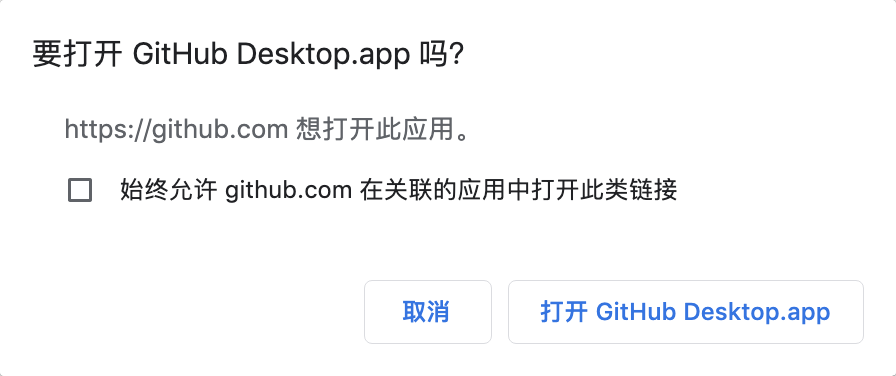 要打开 GitHub Desktop.app 吗?
https://github.com 想打开此应用。
始终允许 github.com 在关联的应用中打开此类链接
取消
打开 GitHub Desktop.app